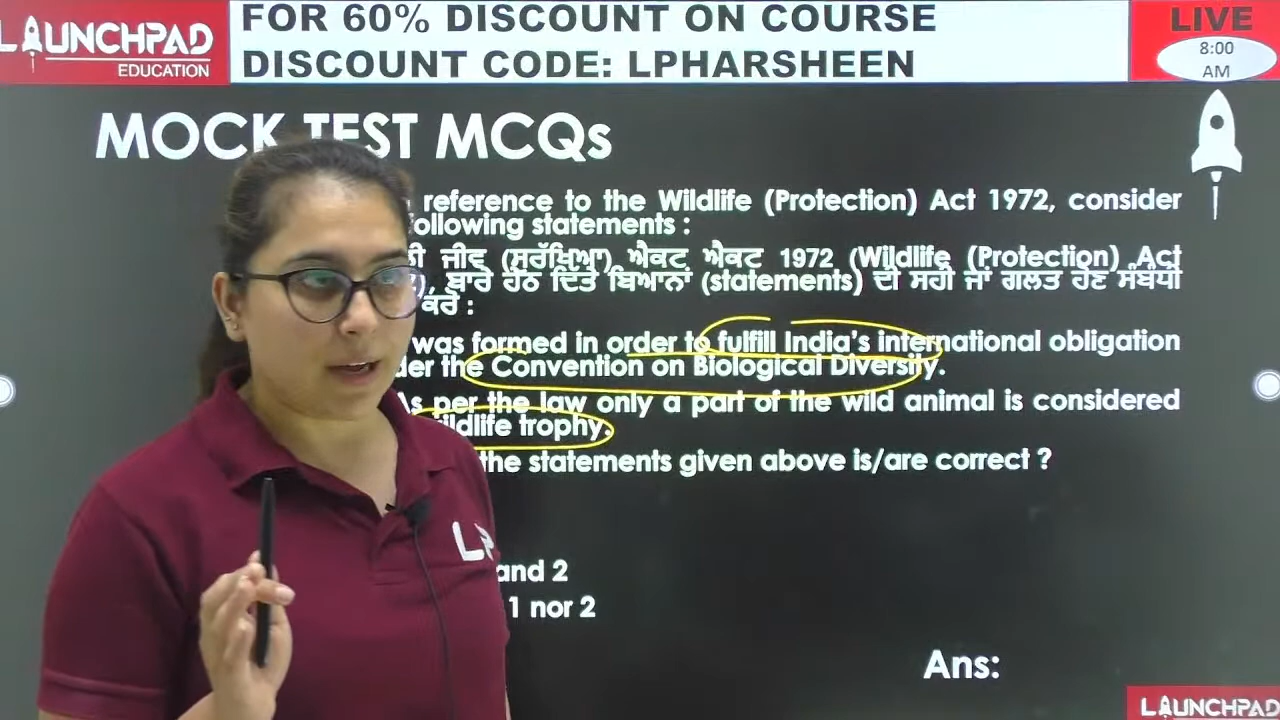 LAUNCHPAD
EDUCATION
FOR 60% DISCOUNT ON COURSE
DISCOUNT CODE: LPHARSHEEN
LIVE
8:00
AM
MOCK TEST MCQs
reference to the Wildlife (Protection) Act 1972, consider
following statements :
ਜੀਵ (ਸੁਰੱਖਿਆ) ਐਕਟ ਐਕਟ 1972 (Wildlife (Protection) Act
ਬਾਰੇ ਹੇਠ ਦਿੱਤੇ ਬਿਆਨਾਂ (statements) ਦੀ ਸਹੀ ਜਾਂ ਗਲਤ ਹੋਣ ਸੰਬੰਧੀ
ਕਰੋ :
was formed in order to fulfill India's international obligation
the Convention on Biological Diversity.
As per the law only a part of the wild animal is considered
wildlife trophy.
the statements given above is/are correct ?
and 2
1 nor 2
Ans:
LP
LAUNCHPAD